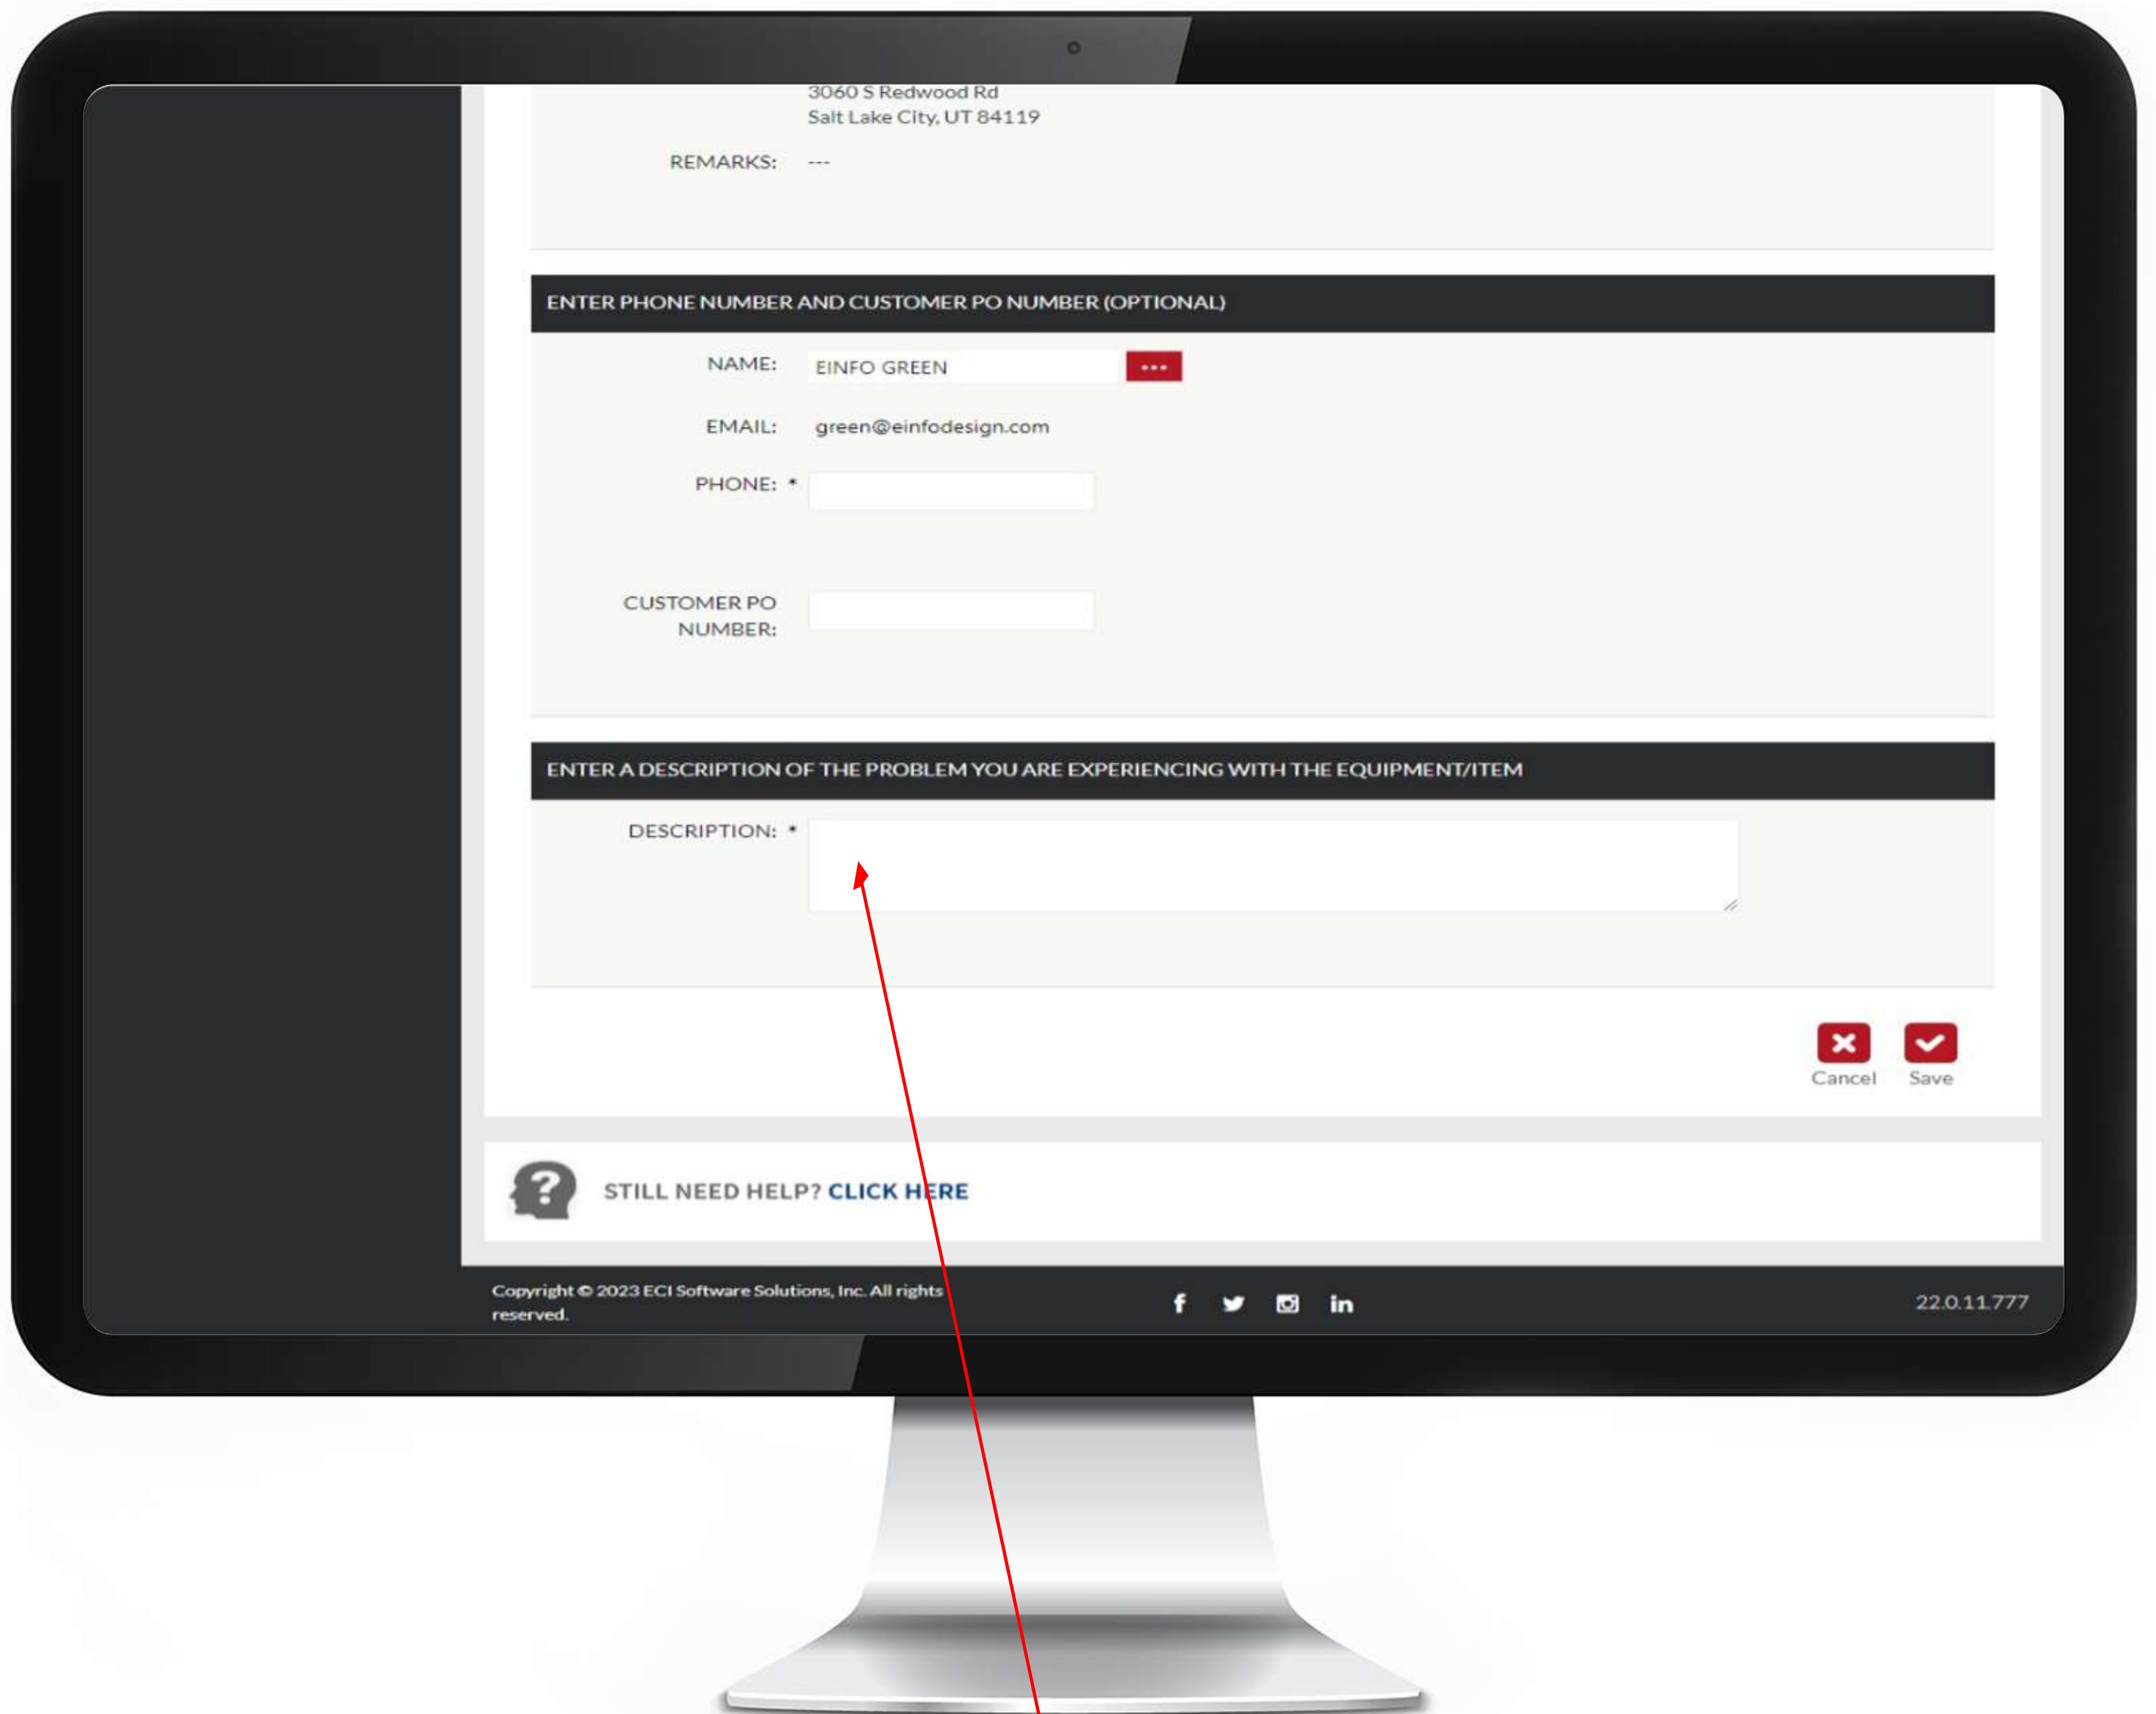 3060 S Redwood Rd
Salt Lake City, UT 84119
REMARKS: ---
ENTER PHONE NUMBER AND CUSTOMER PO NUMBER (OPTIONAL)
NAME: EINFO GREEN
EMAIL: green@einfodesign.com
PHONE: *
CUSTOMER PO
NUMBER:
ENTER A DESCRIPTION OF THE PROBLEM YOU ARE EXPERIENCING WITH THE EQUIPMENT/ITEM
DESCRIPTION: *
Cancel Save
STILL NEED HELP? CLICK HERE
Copyright © 2023 ECI Software Solutions, Inc. All rights
reserved.
22.0.11.777